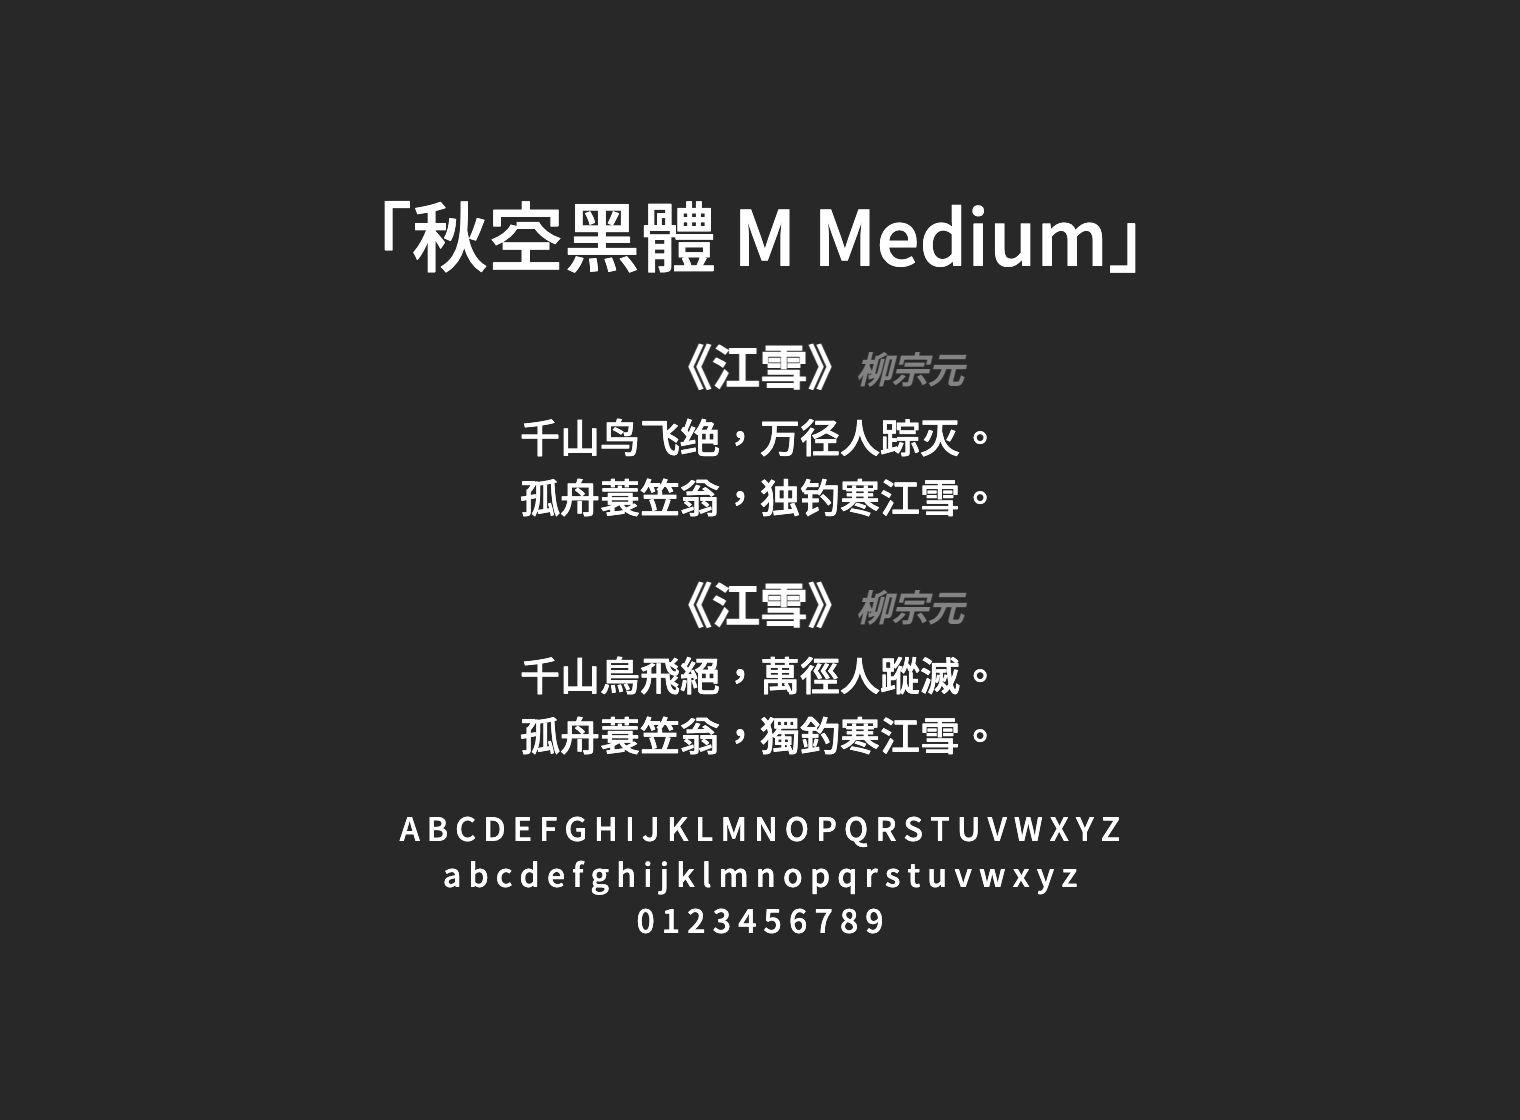 「秋空黑體 M Medium」
《江雪》 柳宗元
千山鸟飞绝，万径人踪灭。
孤舟蓑笠翁，独钓寒江雪。
《江雪》 柳宗元
千山鳥飛絕，萬徑人蹤滅。
孤舟蓑笠翁，獨釣寒江雪。
A B C D E F G H I J K L M N O P Q R S T U V W X Y Z
a b c d e f g h i j k l m n o p q r s t u v w x y z
0 1 2 3 4 5 6 7 8 9